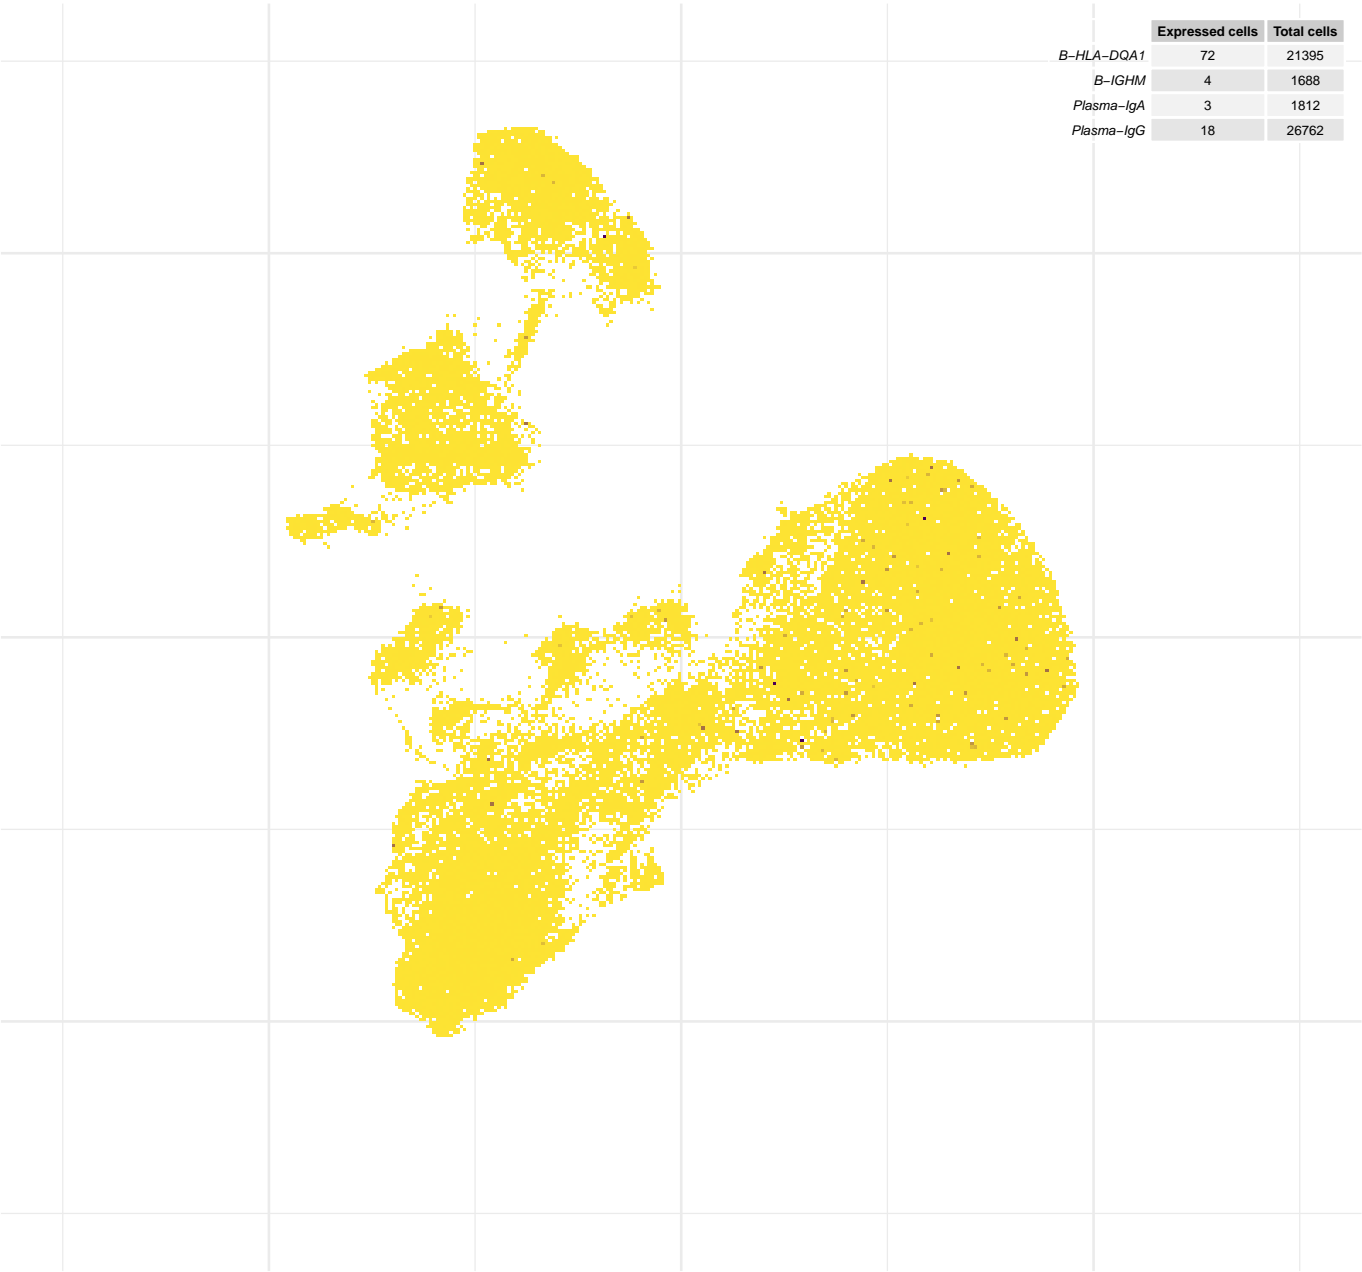 Expressed cells Total cells
B−HLA−DQA1 72 21395
B−IGHM 4 1688
Plasma−IgA 3 1812
Plasma−IgG 18 26762